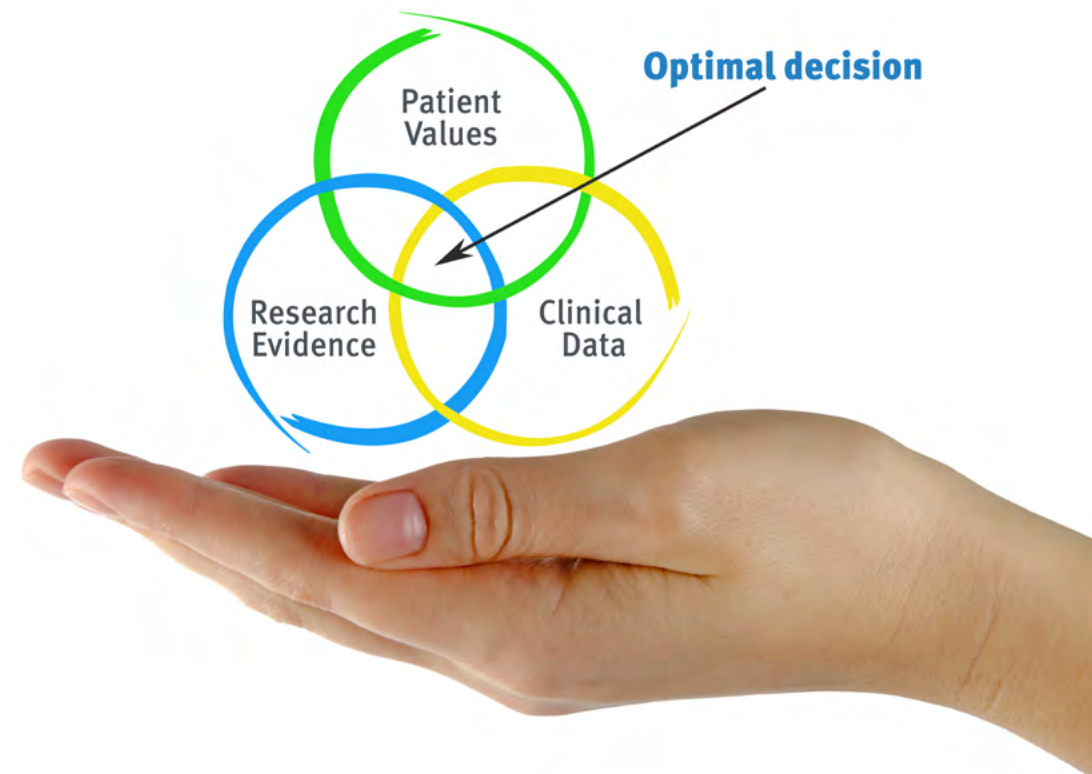 Optimal decision
Patient
Values
Research
Evidence
Clinical
Data